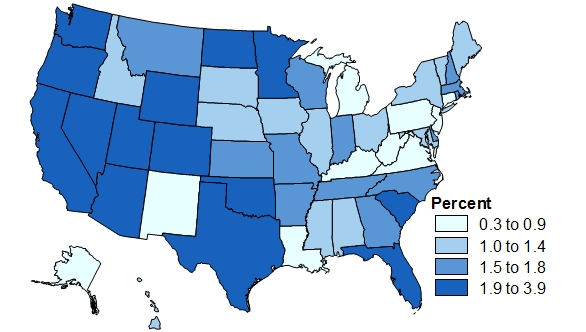 Percent
0.3 to 0.9
1.0 to 1.4
1.5 to 1.8
1.9 to 3.9